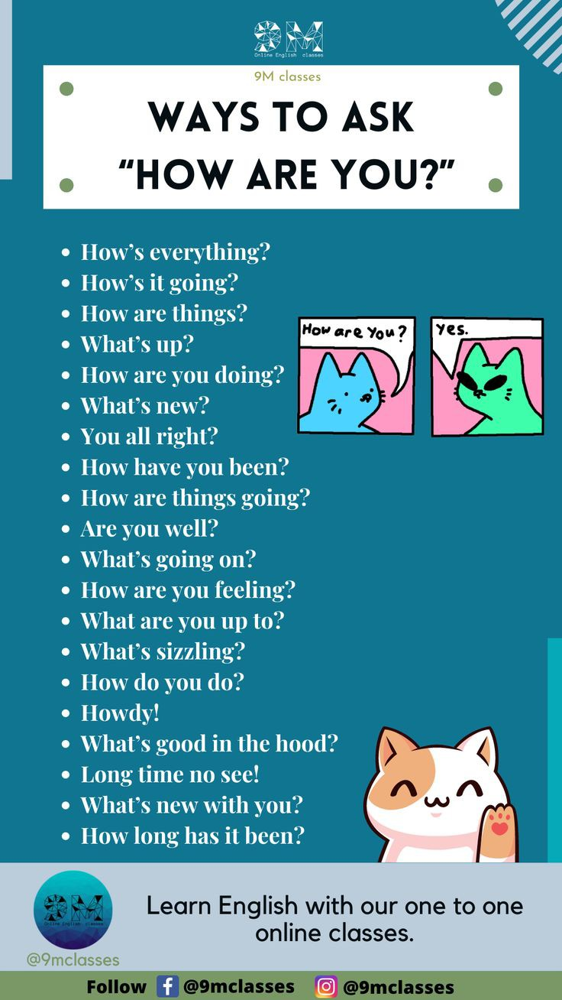 9M
Online English classes
9M classes
WAYS TO ASK
“HOW ARE YOU?”
• How’s everything?
• How’s it going?
• How are things?
• What’s up?
• How are you doing?
• What’s new?
• You all right?
• How have you been?
• How are things going?
• Are you well?
• What’s going on?
• How are you feeling?
• What are you up to?
• What’s sizzling?
• How do you do?
• Howdy!
• What’s good in the hood?
• Long time no see!
• What’s new with you?
• How long has it been?
How are You?
Yes.
9M
Online English classes
@9mclasses
Learn English with our one to one
online classes.
Follow f @9mclasses @9mclasses